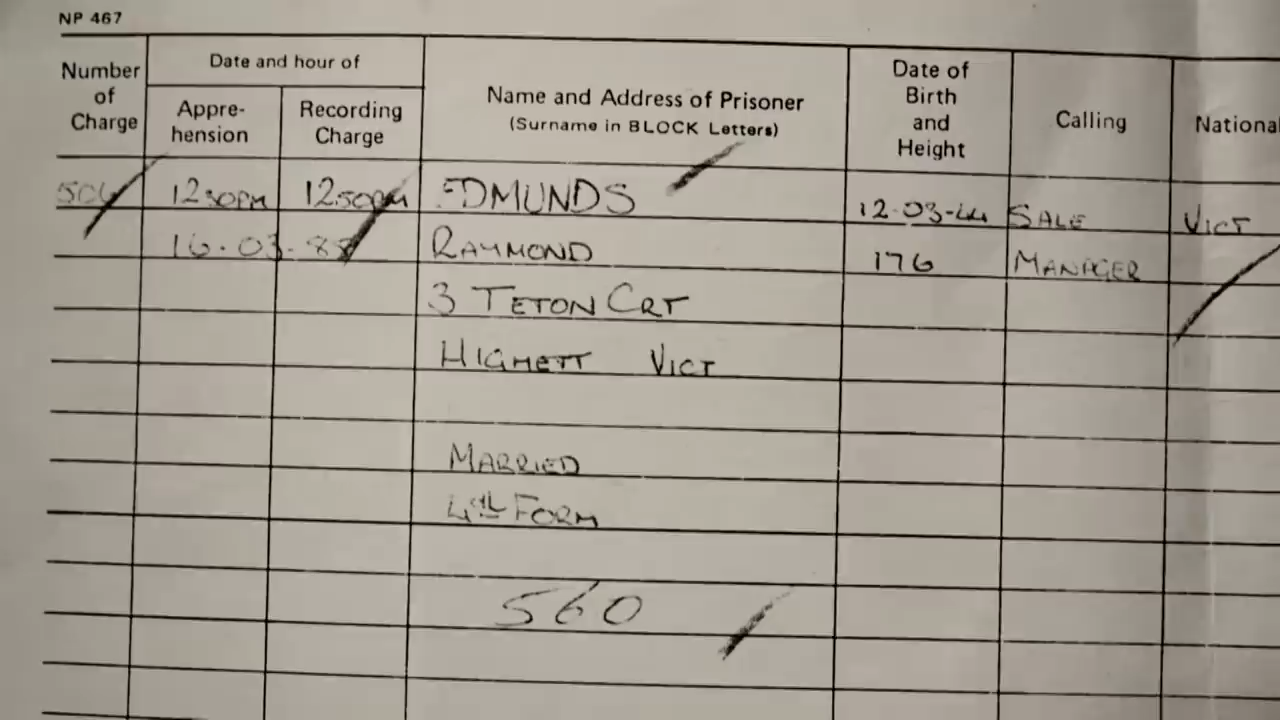 NP 467
Number of Charge
Date and hour of
Appre-hension
Recording Charge
Name and Address of Prisoner
(Surname in BLOCK Letters)
Date of Birth and Height
Calling
National
12 30PM 12 50PM EDMUNDS 12-03-44 SALE VICT
16-03-88 RAYMOND 176 MANAGER
3 TETON CRT
HIGHETT VICT
MARRIED
4th FORM
560